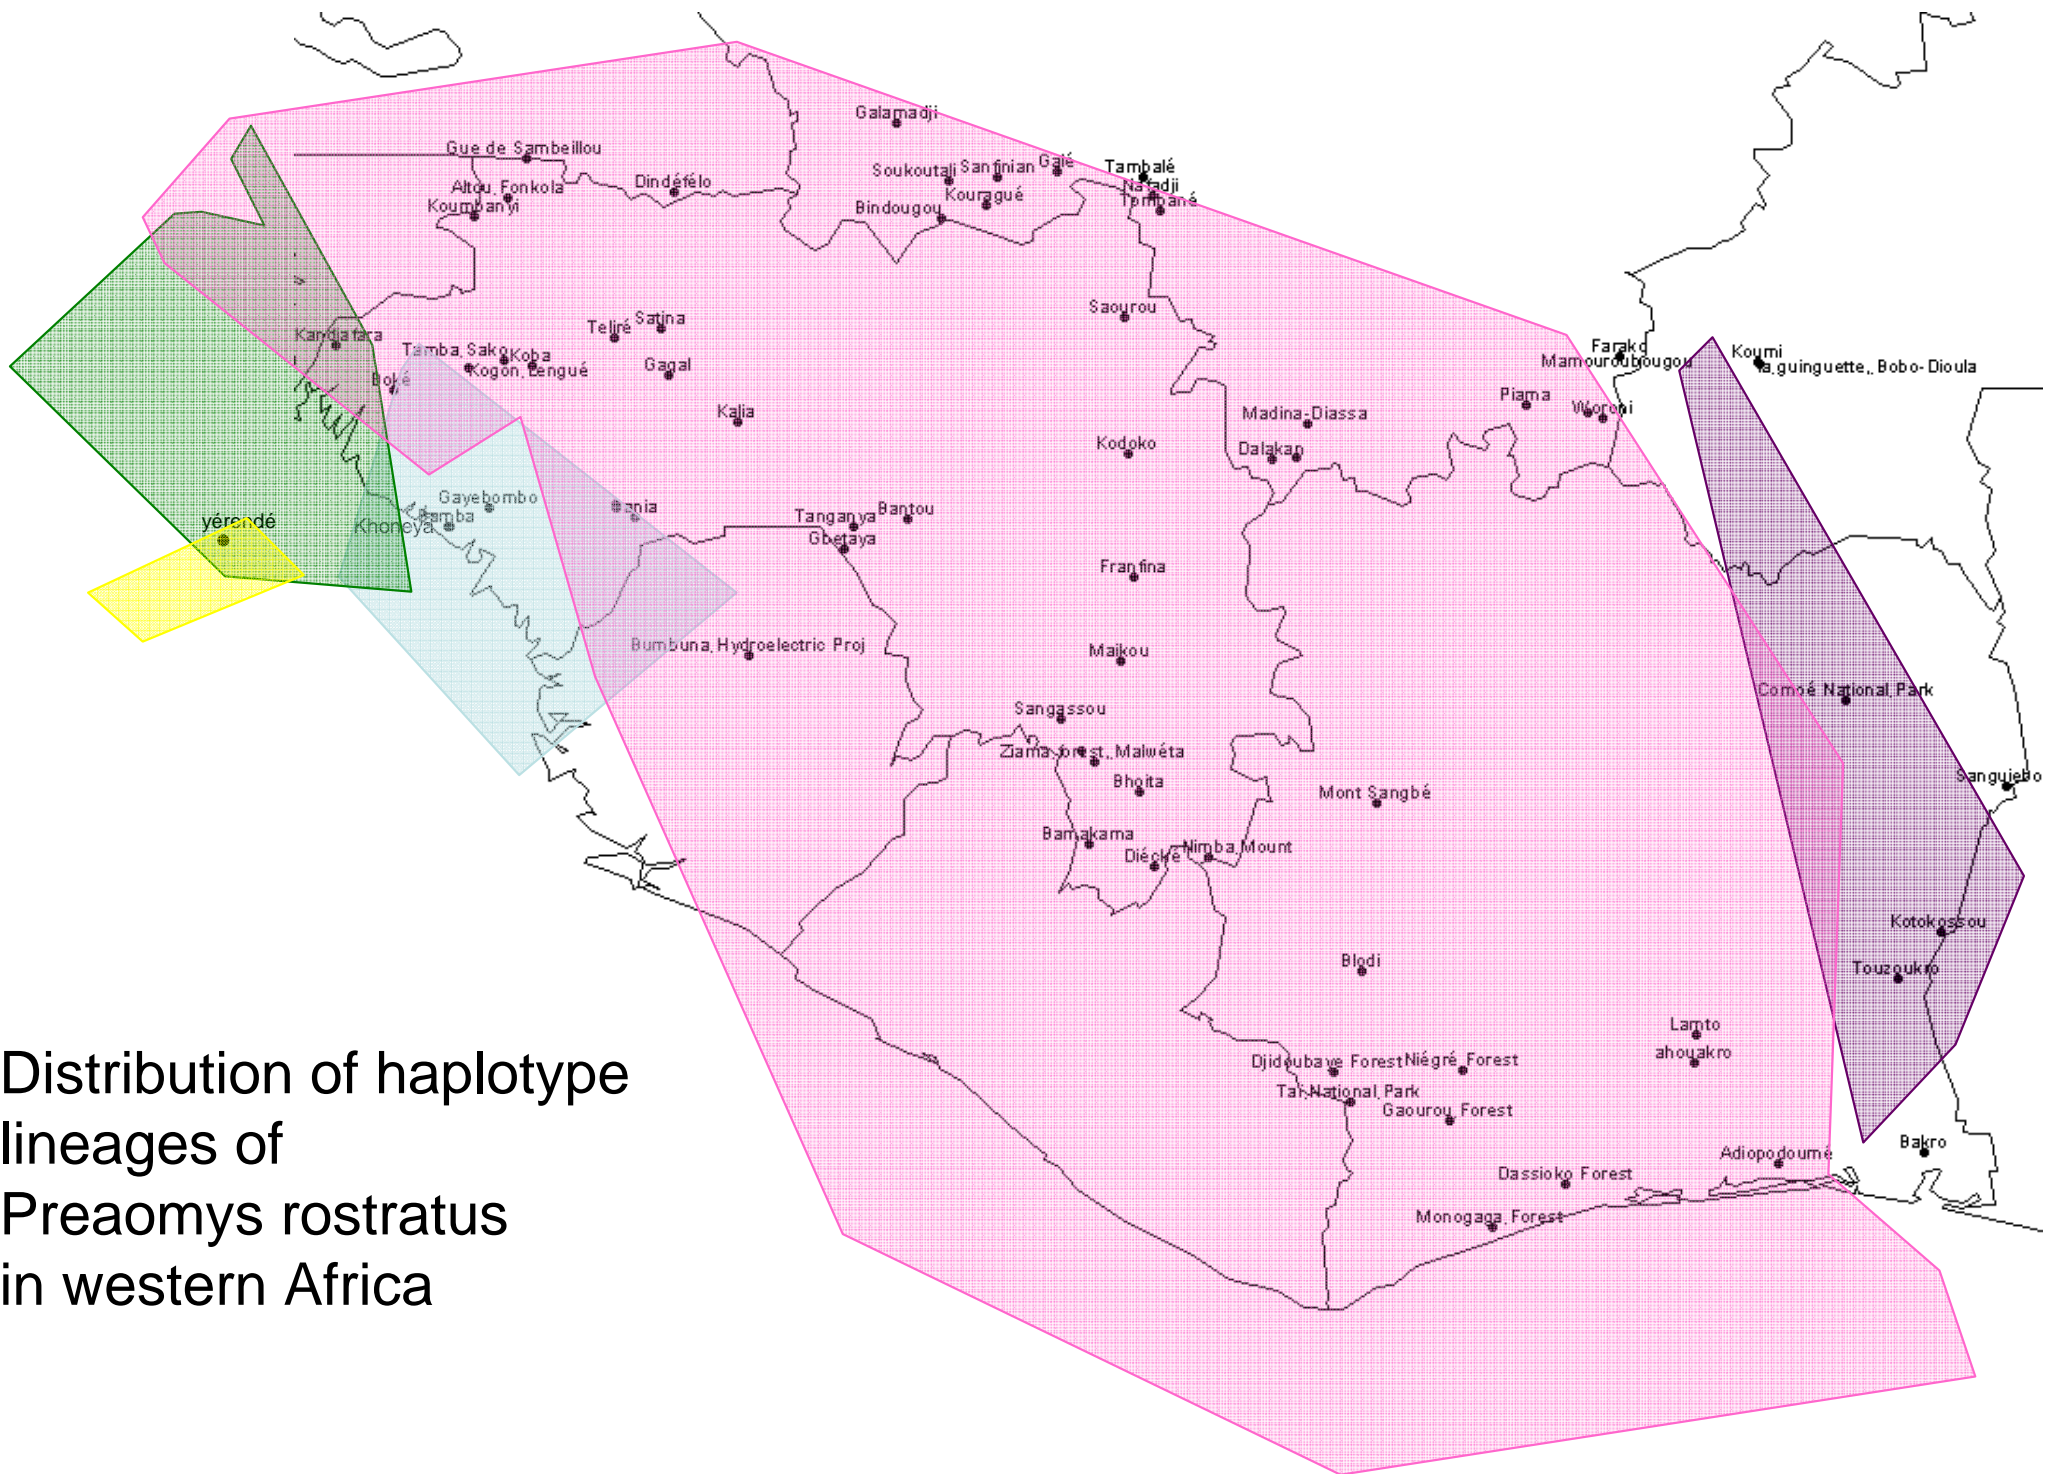 Galamadji
Gue de Sambeillou
Soukoutali
Sanfinian
Galé
Tambalé
Nafadji
Tombané
Altou, Fonkola
Dindéfélo
Koumbanyi
Bindougou
Kouragué
Saourou
Kandiafara
Teliré
Satina
Tamba, Sako
Koba
Kogon, Lengué
Gagal
Boké
Farako
Mamouroubougou
Koumi
la guinguette,, Bobo-Dioula
Kalia
Piama
Woroni
Madina-Diassa
Kodoko
Dalakan
Gayebombo
Bamba
Khoneya
yérendé
Tanganya
Bantou
Gbetaya
Franfina
Bumbuna, Hydroelectric Proj
Maikou
Comoé National, Park
Sangassou
Ziama, forest,, Malwéta
Bhoita
Mont Sangbé
Sanguiebo
Bamakama
Diécké
Nimba, Mount
Kotokossou
Touzoukro
Blodi
Lamto
ahouakro
Djidoubaye Forest
Niégré, Forest
Taï, National, Park
Gaourou, Forest
Adiopodoumé
Bakro
Dassioko Forest
Monogaga, Forest
Distribution of haplotype
lineages of
Preaomys rostratus
in western Africa